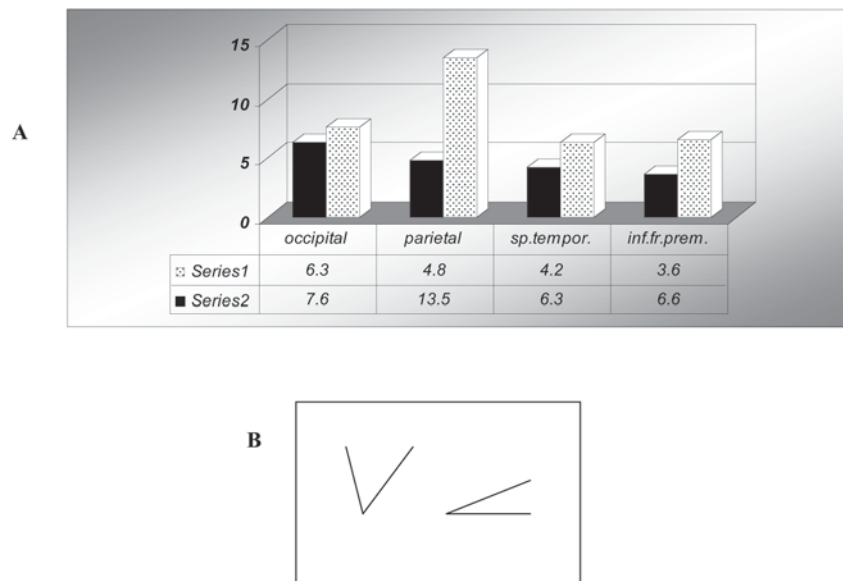 A
15
10
5
0
occipital parietal sp.tempor. inf.fr.prem.
Series1 6.3 4.8 4.2 3.6
Series2 7.6 13.5 6.3 6.6
B